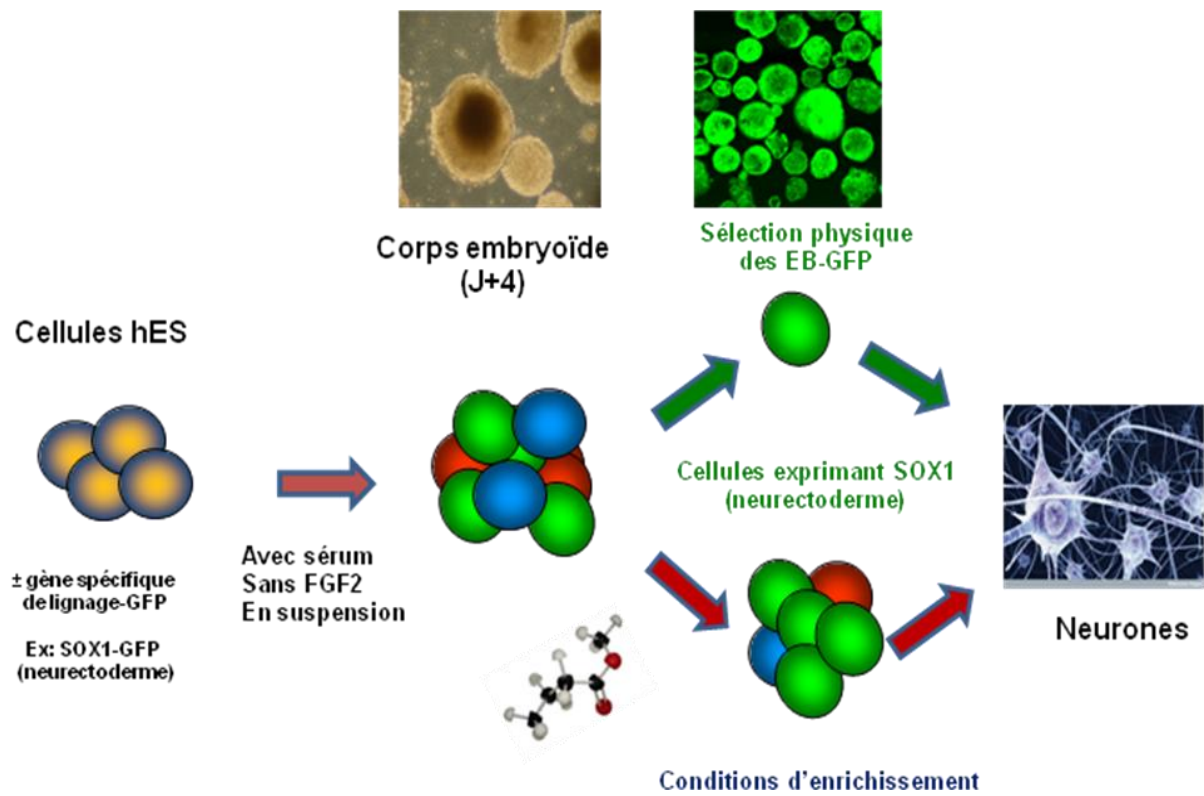 Corps embryoïde
(J+4)
Sélection physique
des EB-GFP
Cellules hES
Cellules exprimant SOX1
(neurectoderme)
± gène spécifique
de lignage-GFP
Ex: SOX1-GFP
(neurectoderme)
Avec sérum
Sans FGF2
En suspension
Neurones
Conditions d'enrichissement